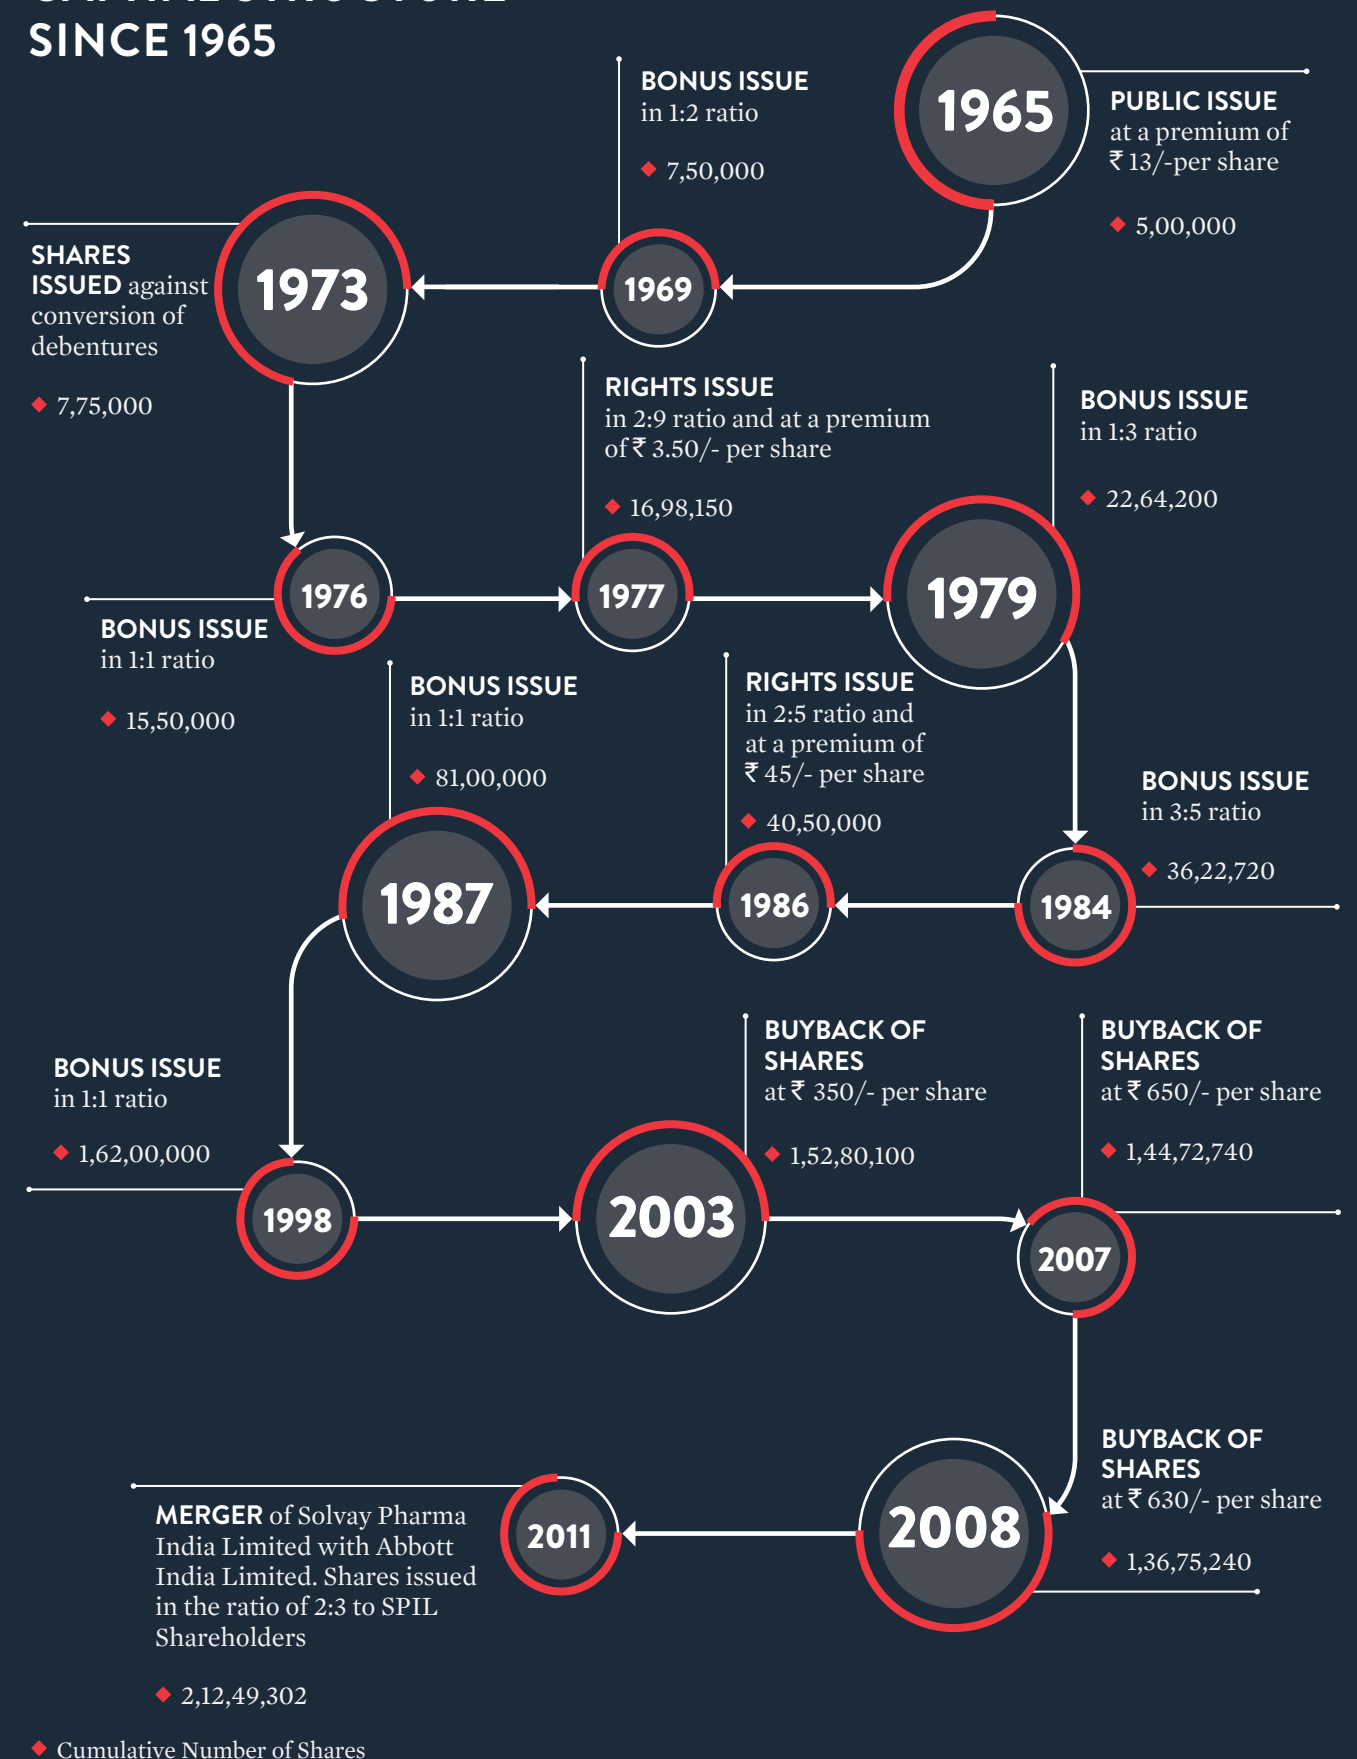 SINCE 1965
1965
PUBLIC ISSUE
at a premium of
₹ 13/-per share
◆ 5,00,000
BONUS ISSUE
in 1:2 ratio
◆ 7,50,000
1969
1973
SHARES
ISSUED against
conversion of
debentures
◆ 7,75,000
1976
BONUS ISSUE
in 1:1 ratio
◆ 15,50,000
RIGHTS ISSUE
in 2:9 ratio and at a premium
of ₹ 3.50/- per share
◆ 16,98,150
1977
BONUS ISSUE
in 1:3 ratio
◆ 22,64,200
1979
BONUS ISSUE
in 3:5 ratio
◆ 36,22,720
1984
RIGHTS ISSUE
in 2:5 ratio and
at a premium of
₹ 45/- per share
◆ 40,50,000
1986
BONUS ISSUE
in 1:1 ratio
◆ 81,00,000
1987
BONUS ISSUE
in 1:1 ratio
◆ 1,62,00,000
1998
BUYBACK OF
SHARES
at ₹ 350/- per share
◆ 1,52,80,100
2003
BUYBACK OF
SHARES
at ₹ 650/- per share
◆ 1,44,72,740
2007
BUYBACK OF
SHARES
at ₹ 630/- per share
◆ 1,36,75,240
2008
2011
MERGER of Solvay Pharma
India Limited with Abbott
India Limited. Shares issued
in the ratio of 2:3 to SPIL
Shareholders
◆ 2,12,49,302
◆ Cumulative Number of Shares